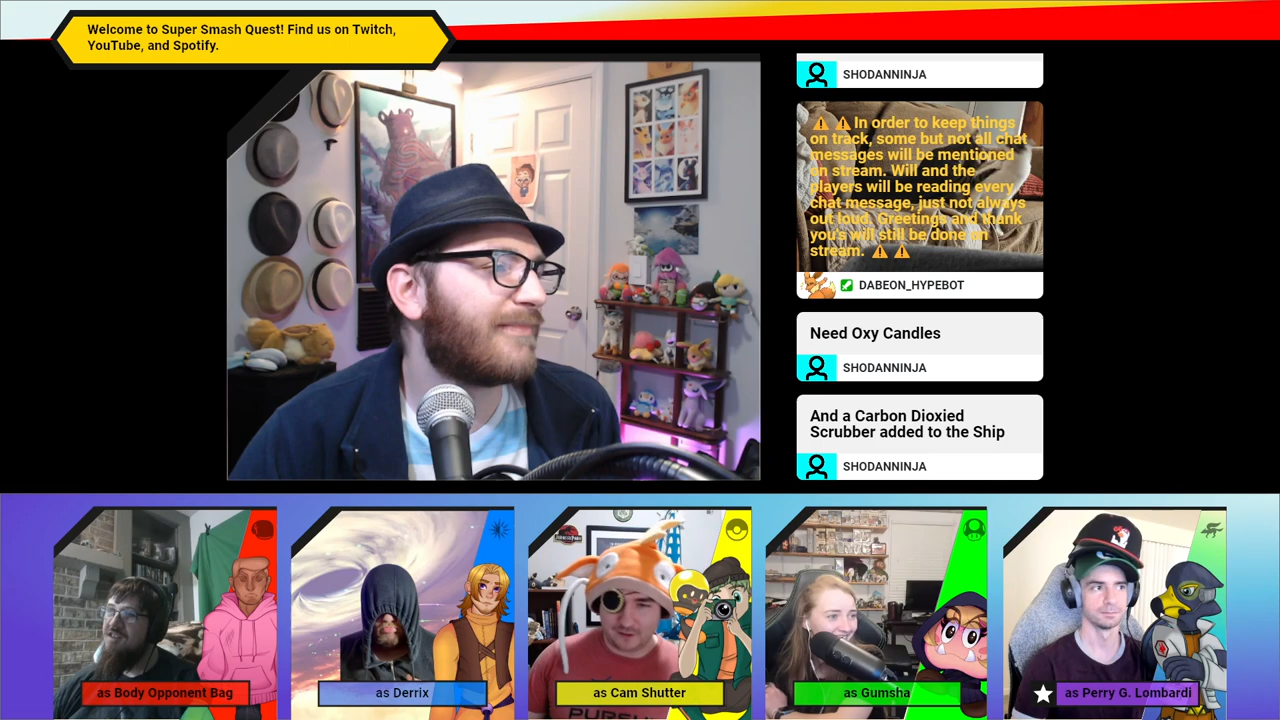 Welcome to Super Smash Quest! Find us on Twitch,
YouTube, and Spotify.
SHODANNINJA
⚠️ ⚠️ In order to keep things
on track, some but not all chat
messages will be mentioned
on stream. Will and the
players will be reading every
chat message, just not always
out loud. Greetings and thank
you's will still be done on
stream. ⚠️ ⚠️
DABEON_HYPEBOT
Need Oxy Candles
SHODANNINJA
And a Carbon Dioxied
Scrubber added to the Ship
SHODANNINJA
as Body Opponent Bag
as Derrix
as Cam Shutter
as Gumsha
as Perry G. Lombardi